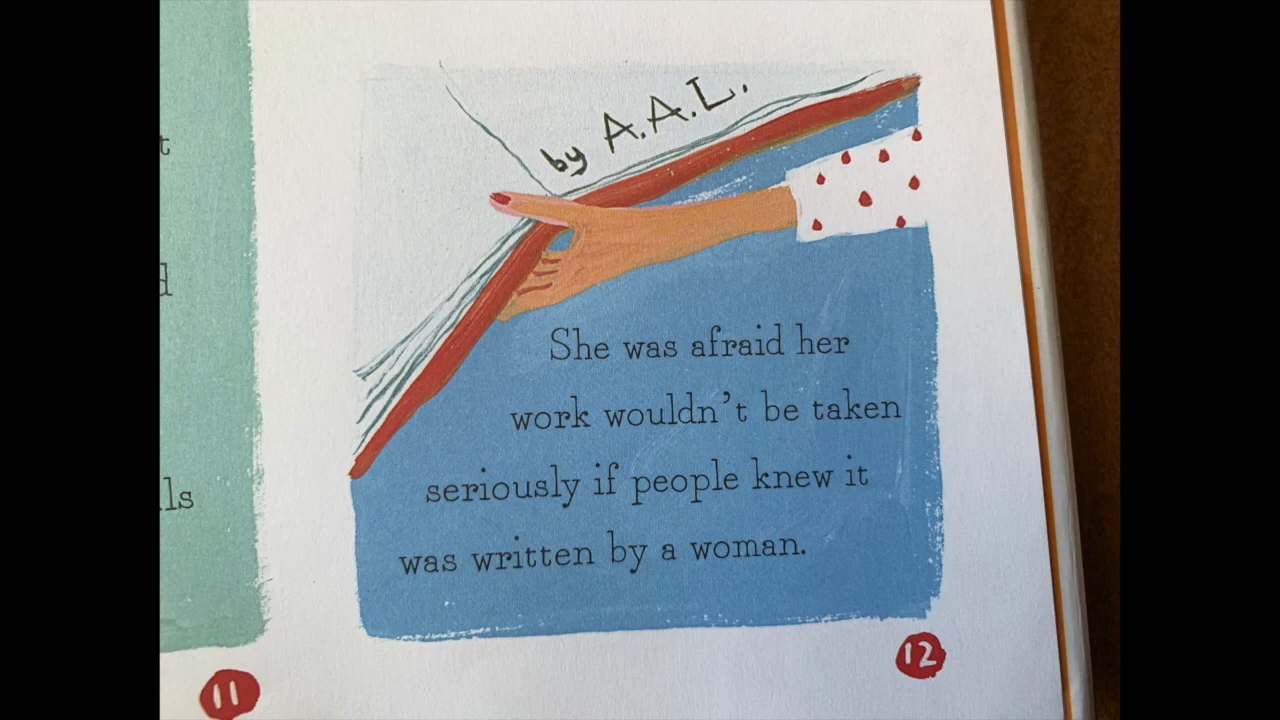 t
d
ls
11
by A.A.L.
She was afraid her
work wouldn't be taken
seriously if people knew it
was written by a woman.
12